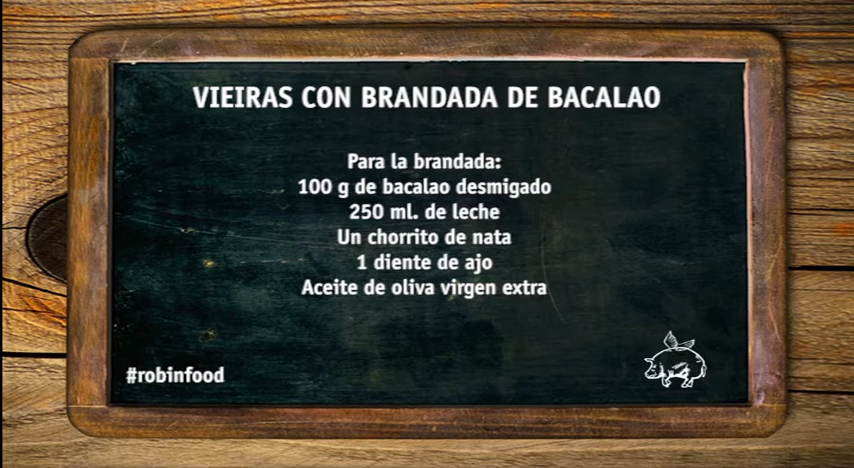 VIEIRAS CON BRANDADA DE BACALAO
Para la brandada:
100 g de bacalao desmigado
250 ml. de leche
Un chorrito de nata
1 diente de ajo
Aceite de oliva virgen extra
#robinfood